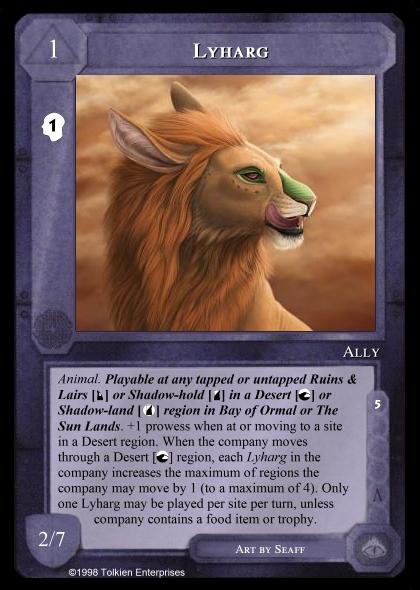 1
LYHARG
1
ALLY
Animal. Playable at any tapped or untapped Ruins &
Lairs [] or Shadow-hold [] in a Desert [] or
Shadow-land [] region in Bay of Ormal or The
Sun Lands. +1 prowess when at or moving to a site
in a Desert region. When the company moves
through a Desert [] region, each Lyharg in the
company increases the maximum of regions the
company may move by 1 (to a maximum of 4). Only
one Lyharg may be played per site per turn, unless
company contains a food item or trophy.
5
2/7
ART BY SEAFF
©1998 Tolkien Enterprises